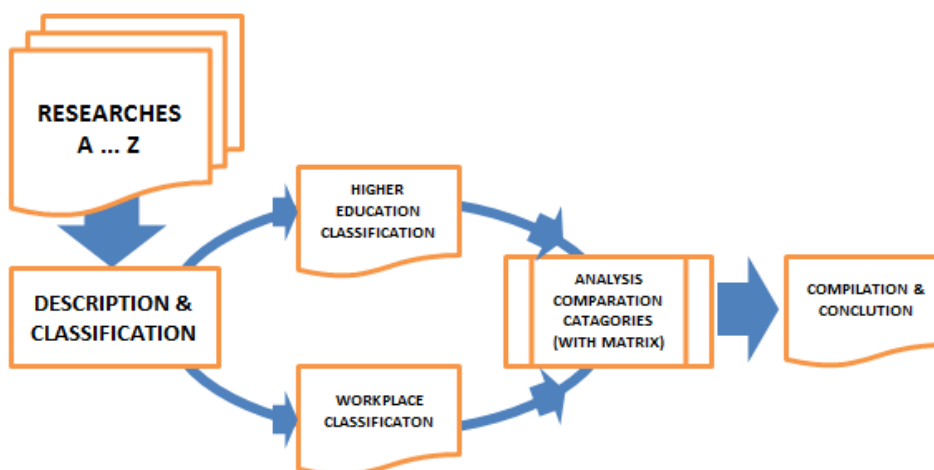 RESEARCHES
A ... Z
DESCRIPTION &
CLASSIFICATION
HIGHER
EDUCATION
CLASSIFICATION
WORKPLACE
CLASSIFICATON
ANALYSIS
COMPARATION
CATAGORIES
(WITH MATRIX)
COMPILATION &
CONCLUTION